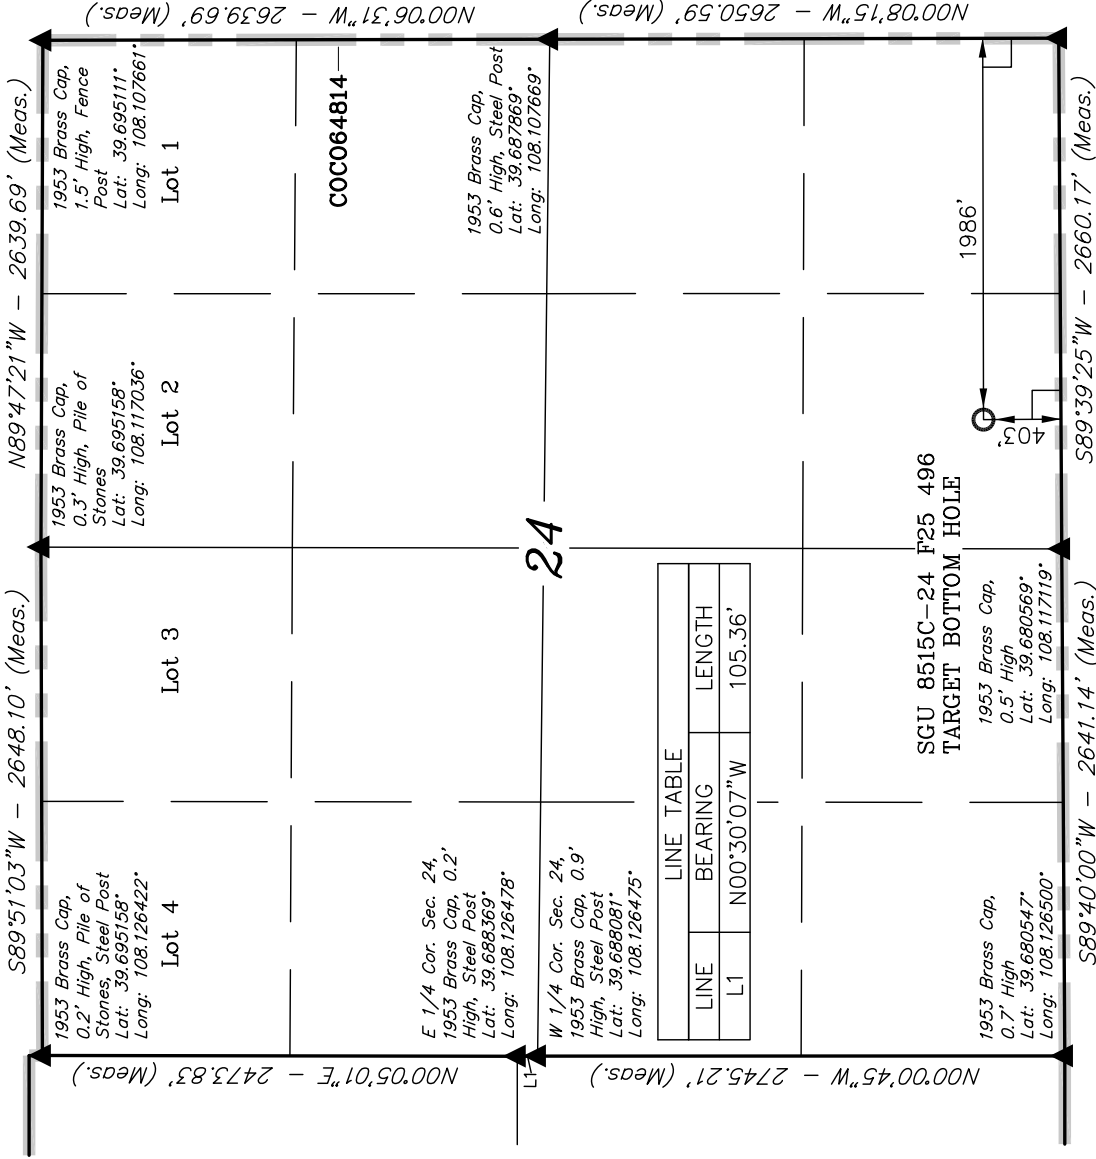 S89°51'03"W - 2648.10' (Meas.)
N89°47'21"W - 2639.69' (Meas.)
1953 Brass Cap,
0.2' High, Pile of
Stones, Steel Post
Lat: 39.695158°
Long: 108.126422°
Lot 4
Lot 3
1953 Brass Cap,
0.3' High, Pile of
Stones
Lat: 39.695158°
Long: 108.117036°
Lot 2
1953 Brass Cap,
1.5' High, Fence
Post
Lat: 39.695111°
Long: 108.107661°
Lot 1
N00°05'01"E - 2473.83' (Meas.)
N00°06'31"W - 2639.69' (Meas.)
COC064814
E 1/4 Cor. Sec. 24,
1953 Brass Cap, 0.2'
High, Steel Post
Lat: 39.688369°
Long: 108.126478°
1953 Brass Cap,
0.6' High, Steel Post
Lat: 39.687869°
Long: 108.107669°
L1
24
W 1/4 Cor. Sec. 24,
1953 Brass Cap, 0.9'
High, Steel Post
Lat: 39.688081°
Long: 108.126475°
N00°00'45"W - 2745.21' (Meas.)
N00°08'15"W - 2650.59' (Meas.)
LINE TABLE
LINE BEARING LENGTH
L1 N00°30'07"W 105.36'
SGU 8515C-24 F25 496
TARGET BOTTOM HOLE
1986'
403'
1953 Brass Cap,
0.7' High
Lat: 39.680547°
Long: 108.126500°
1953 Brass Cap,
0.5' High
Lat: 39.680569°
Long: 108.117119°
S89°40'00"W - 2641.14' (Meas.)
S89°39'25"W - 2660.17' (Meas.)